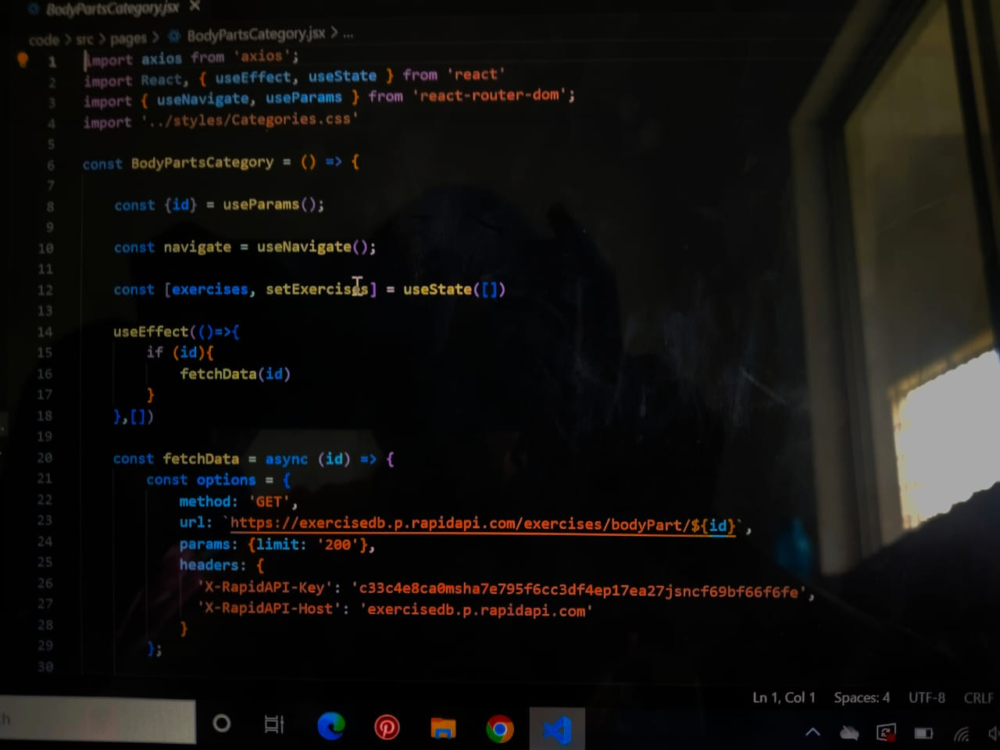 BodyPartsCategory.jsx ×
code > src > pages > BodyPartsCategory.jsx > ...
1 import axios from 'axios';
2 import React, { useEffect, useState } from 'react'
3 import { useNavigate, useParams } from 'react-router-dom';
4 import '../styles/Categories.css'
5
6 const BodyPartsCategory = () => {
7
8 const {id} = useParams();
9
10 const navigate = useNavigate();
11
12 const [exercises, setExercises] = useState([])
13
14 useEffect(()=>{
15 if (id){
16 fetchData(id)
17 }
18 },[])
19
20 const fetchData = async (id) => {
21 const options = {
22 method: 'GET',
23 url: `https://exercisedb.p.rapidapi.com/exercises/bodyPart/${id}`,
24 params: {limit: '200'},
25 headers: {
26 'X-RapidAPI-Key': 'c33c4e8ca0msha7e795f6cc3df4ep17ea27jsncf69bf66f6fe',
27 'X-RapidAPI-Host': 'exercisedb.p.rapidapi.com'
28 }
29 };
30
Ln 1, Col 1 Spaces: 4 UTF-8 CRLF
h